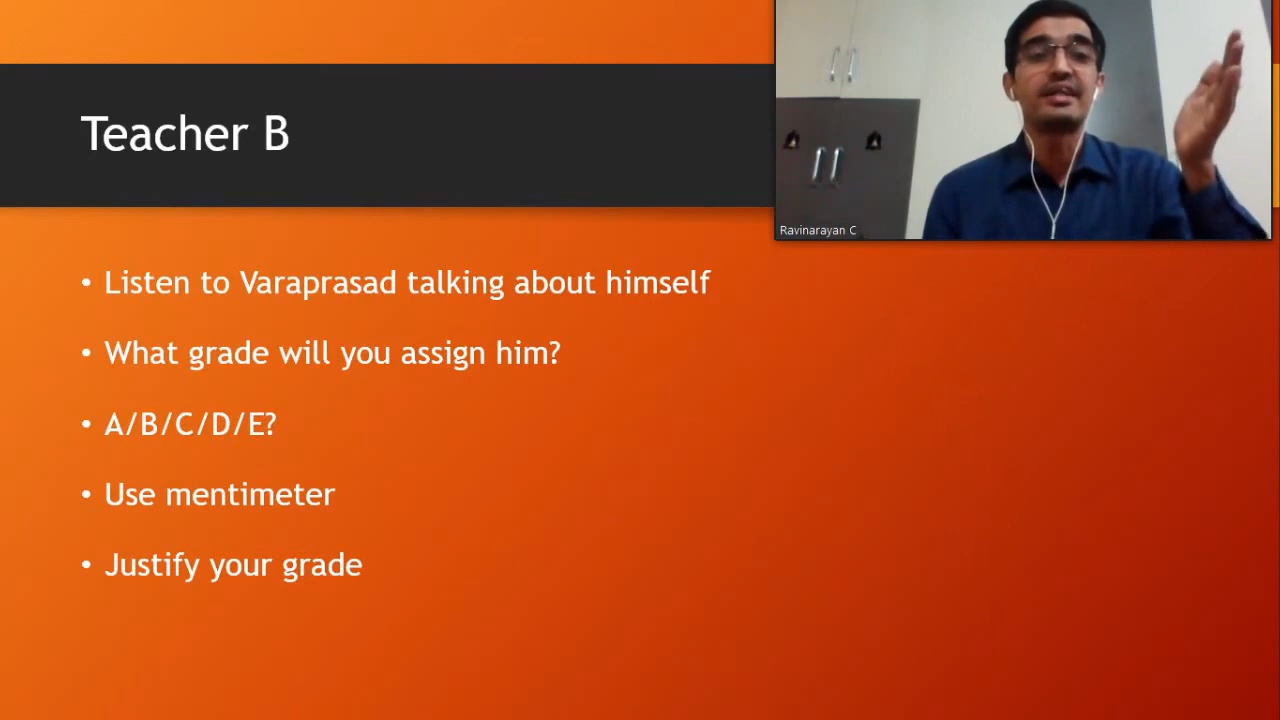 Teacher B
Ravinarayan C
• Listen to Varaprasad talking about himself
• What grade will you assign him?
• A/B/C/D/E?
• Use mentimeter
• Justify your grade